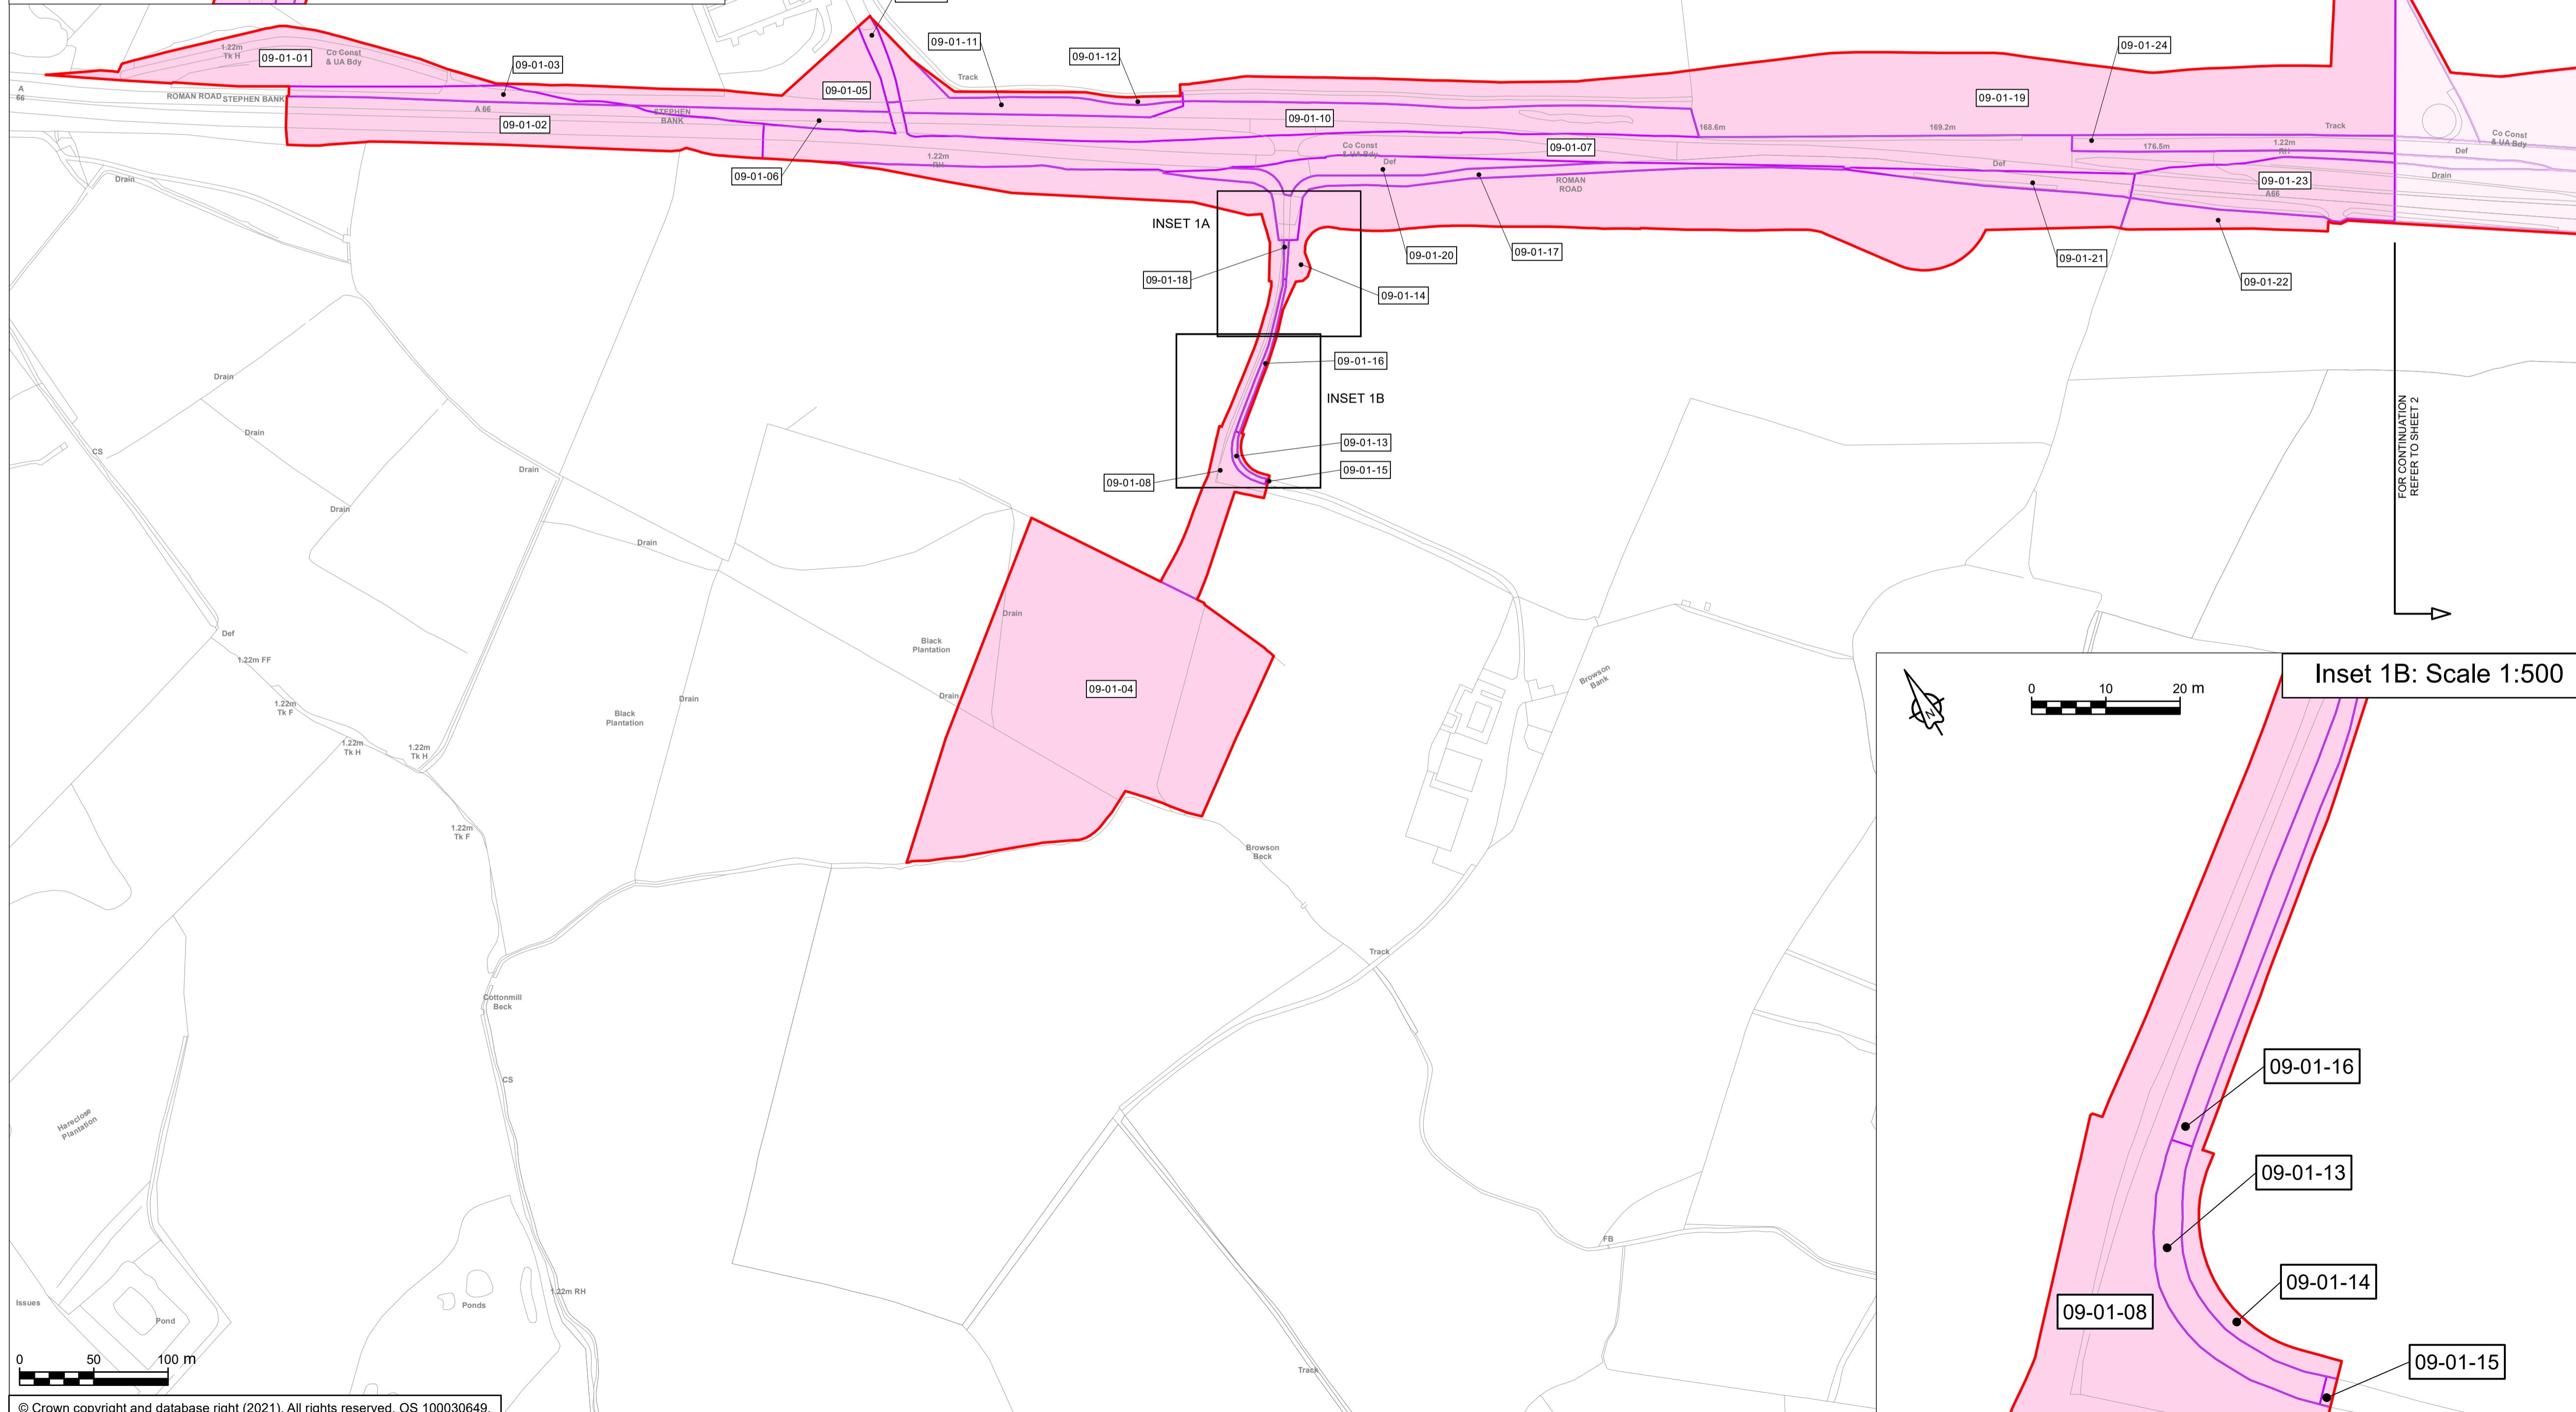 09-01-11
09-01-12
09-01-24
1.22m
Tk H
09-01-01
Co Const
& UA Bdy
09-01-03
Track
A
66
ROMAN ROAD
STEPHEN BANK
A 66
STEPHEN
BANK
09-01-02
09-01-05
09-01-10
09-01-19
168.6m
169.2m
Track
Co Const
& UA Bdy
09-01-07
Co Const
& UA Bdy
Def
1.22m
RH
176.5m
1.22m
RH
Def
Def
Drain
09-01-06
Drain
ROMAN
ROAD
09-01-23
A66
INSET 1A
09-01-20
09-01-17
09-01-21
09-01-22
09-01-18
09-01-14
09-01-16
INSET 1B
09-01-13
09-01-15
09-01-08
FOR CONTINUATION
REFER TO SHEET 2
Drain
Drain
CS
Drain
Drain
Drain
Drain
Def
1.22m FF
1.22m
Tk F
1.22m
Tk H
1.22m
Tk H
1.22m
Tk F
Black
Plantation
Drain
Drain
Black
Plantation
09-01-04
Browson
Bank
Browson
Beck
Track
Cottonmill
Beck
CS
Hareclose
Plantation
FB
1.22m RH
Issues
Pond
Ponds
Track
0 50 100 m
© Crown copyright and database right (2021). All rights reserved. OS 100030649.
Inset 1B: Scale 1:500
0 10 20 m
N
09-01-16
09-01-13
09-01-14
09-01-08
09-01-15